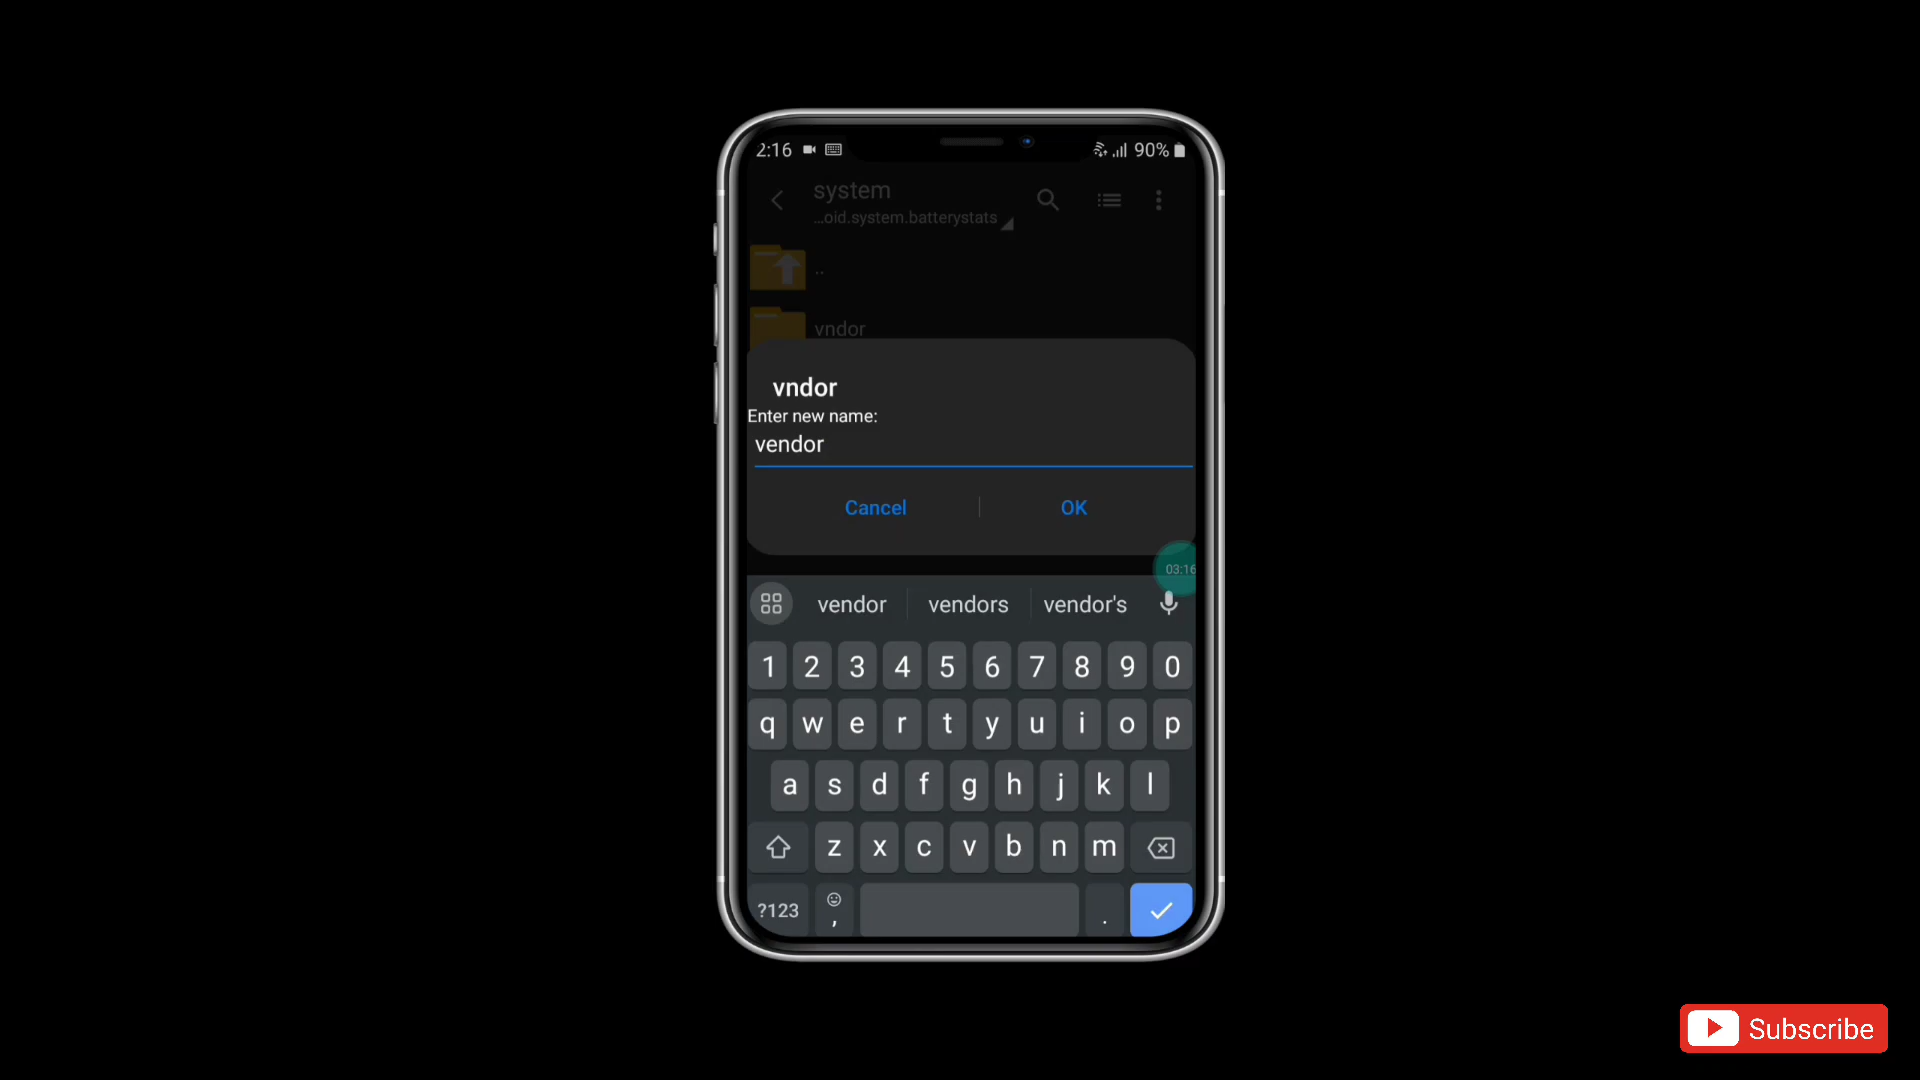 2:16 90%
system
...oid.system.batterystats
..
vndor
vndor
Enter new name:
vendor
Cancel OK
03:16
vendor vendors vendor's
1 2 3 4 5 6 7 8 9 0
q w e r t y u i o p
a s d f g h j k l
z x c v b n m
?123 , .
Subscribe